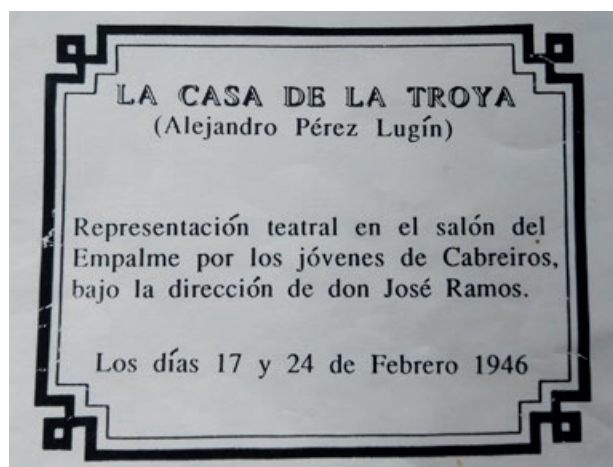 LA CASA DE LA TROYA
(Alejandro Pérez Lugín)
Representación teatral en el salón del
Empalme por los jóvenes de Cabreiros,
bajo la dirección de don José Ramos.
Los días 17 y 24 de Febrero 1946